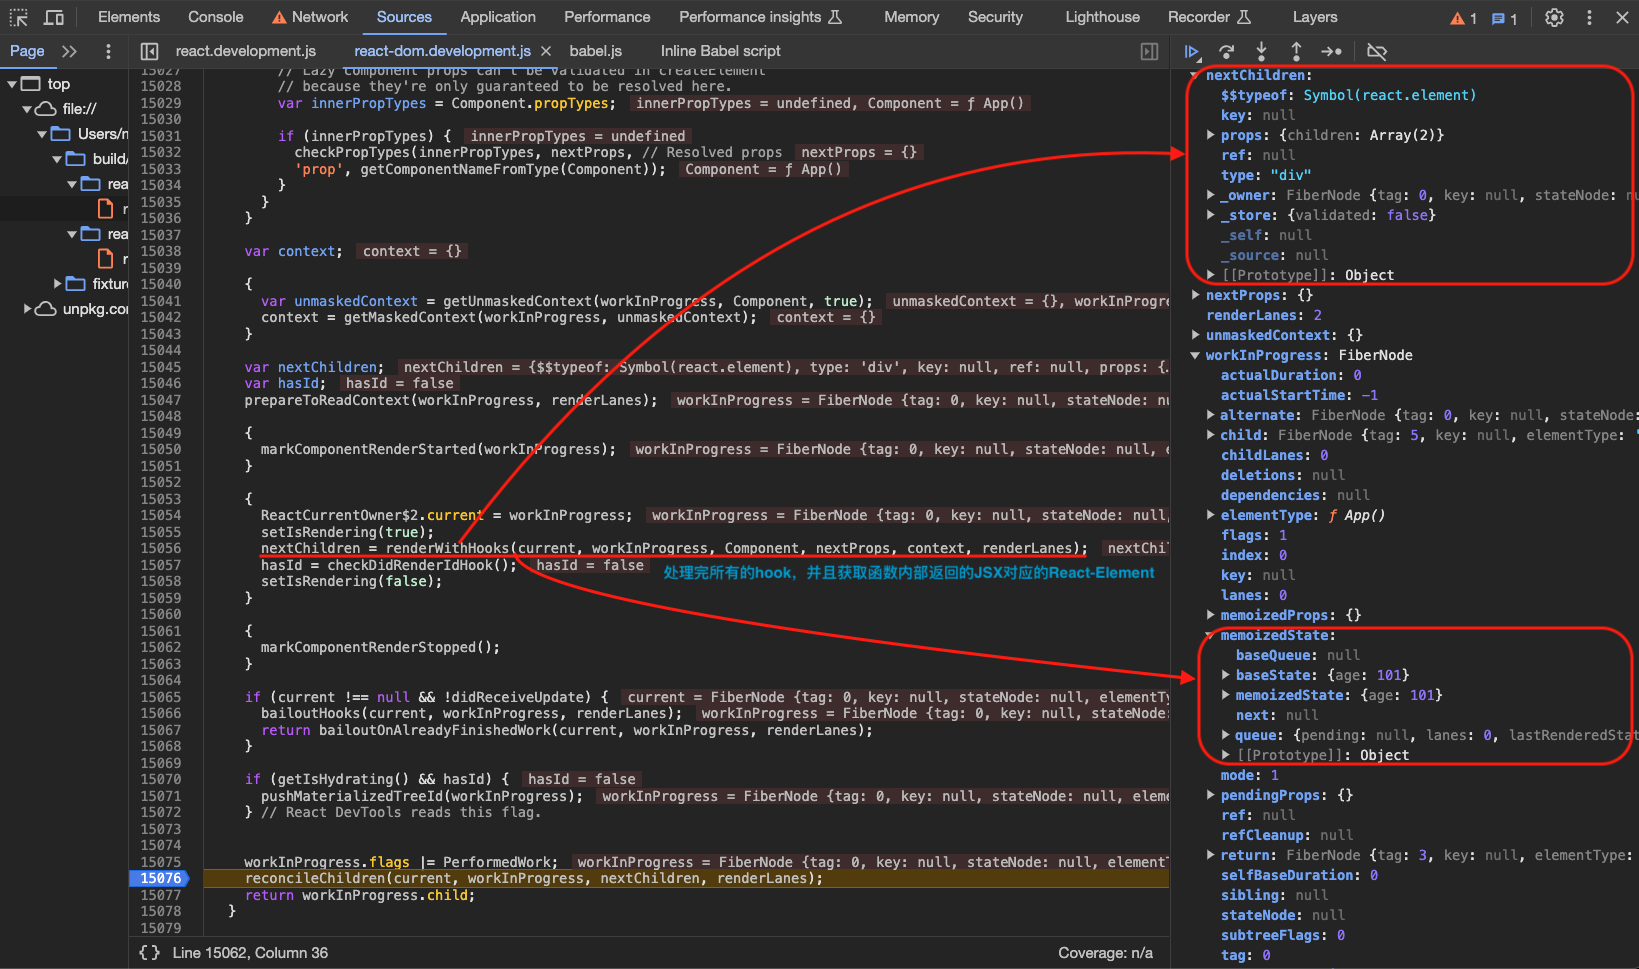 Elements Console Network Sources Application Performance Performance insights Memory Security Lighthouse Recorder Layers 1 1
Page react.development.js react-dom.development.js babel.js Inline Babel script
top
file://
Users/
build/
rea
rea
fixture
unpkg.co
15027 // Lazy component props can't be validated in createElement
15028 // because they're only guaranteed to be resolved here.
15029 var innerPropTypes = Component.propTypes; innerPropTypes = undefined, Component = ƒ App()
15030
15031 if (innerPropTypes) { innerPropTypes = undefined
15032 checkPropTypes(innerPropTypes, nextProps, // Resolved props nextProps = {}
15033 'prop', getComponentNameFromType(Component)); Component = ƒ App()
15034 }
15035 }
15036 }
15037
15038 var context; context = {}
15039
15040 {
15041 var unmaskedContext = getUnmaskedContext(workInProgress, Component, true); unmaskedContext = {}, workInProgre
15042 context = getMaskedContext(workInProgress, unmaskedContext); context = {}
15043 }
15044
15045 var nextChildren; nextChildren = {$$typeof: Symbol(react.element), type: 'div', key: null, ref: null, props: {…
15046 var hasId; hasId = false
15047 prepareToReadContext(workInProgress, renderLanes); workInProgress = FiberNode {tag: 0, key: null, stateNode: nu
15048
15049 {
15050 markComponentRenderStarted(workInProgress); workInProgress = FiberNode {tag: 0, key: null, stateNode: null, e
15051 }
15052
15053 {
15054 ReactCurrentOwner$2.current = workInProgress; workInProgress = FiberNode {tag: 0, key: null, stateNode: null,
15055 setIsRendering(true);
15056 nextChildren = renderWithHooks(current, workInProgress, Component, nextProps, context, renderLanes); nextChil
15057 hasId = checkDidRenderIdHook(); hasId = false
处理完所有的hook，并且获取函数内部返回的JSX对应的React-Element
15058 setIsRendering(false);
15059 }
15060
15061 {
15062 markComponentRenderStopped();
15063 }
15064
15065 if (current !== null && !didReceiveUpdate) { current = FiberNode {tag: 0, key: null, stateNode: null, elementTy
15066 bailoutHooks(current, workInProgress, renderLanes); workInProgress = FiberNode {tag: 0, key: null, stateNode:
15067 return bailoutOnAlreadyFinishedWork(current, workInProgress, renderLanes);
15068 }
15069
15070 if (getIsHydrating() && hasId) { hasId = false
15071 pushMaterializedTreeId(workInProgress); workInProgress = FiberNode {tag: 0, key: null, stateNode: null, eleme
15072 } // React DevTools reads this flag.
15073
15074
15075 workInProgress.flags |= PerformedWork; workInProgress = FiberNode {tag: 0, key: null, stateNode: null, element
15076 reconcileChildren(current, workInProgress, nextChildren, renderLanes);
15077 return workInProgress.child;
15078 }
15079
{} Line 15062, Column 36 Coverage: n/a
nextChildren:
$$typeof: Symbol(react.element)
key: null
props: {children: Array(2)}
ref: null
type: "div"
_owner: FiberNode {tag: 0, key: null, stateNode: nu
_store: {validated: false}
_self: null
_source: null
[[Prototype]]: Object
nextProps: {}
renderLanes: 2
unmaskedContext: {}
workInProgress: FiberNode
actualDuration: 0
actualStartTime: -1
alternate: FiberNode {tag: 0, key: null, stateNode:
child: FiberNode {tag: 5, key: null, elementType: '
childLanes: 0
deletions: null
dependencies: null
elementType: ƒ App()
flags: 1
index: 0
key: null
lanes: 0
memoizedProps: {}
memoizedState:
baseQueue: null
baseState: {age: 101}
memoizedState: {age: 101}
next: null
queue: {pending: null, lanes: 0, lastRenderedStat
[[Prototype]]: Object
mode: 1
pendingProps: {}
ref: null
refCleanup: null
return: FiberNode {tag: 3, key: null, elementType:
selfBaseDuration: 0
sibling: null
stateNode: null
subtreeFlags: 0
tag: 0